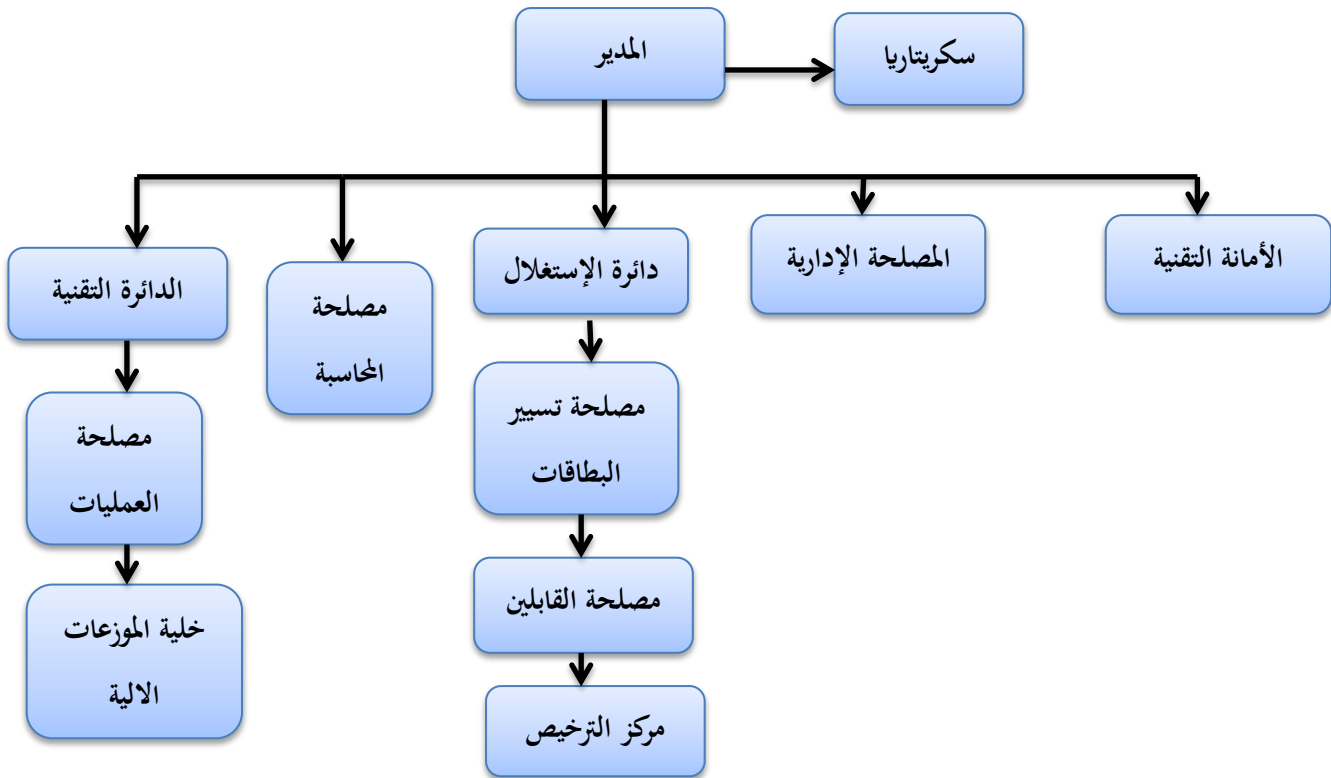 المدير
سكريتاريا
الأمانة التقنية
المصلحة الإدارية
دائرة الإستغلال
مصلحة
المحاسبة
الدائرة التقنية
مصلحة تسيير
البطاقات
مصلحة
العمليات
مصلحة القابلين
خلية الموزعات
الالية
مركز الترخيص